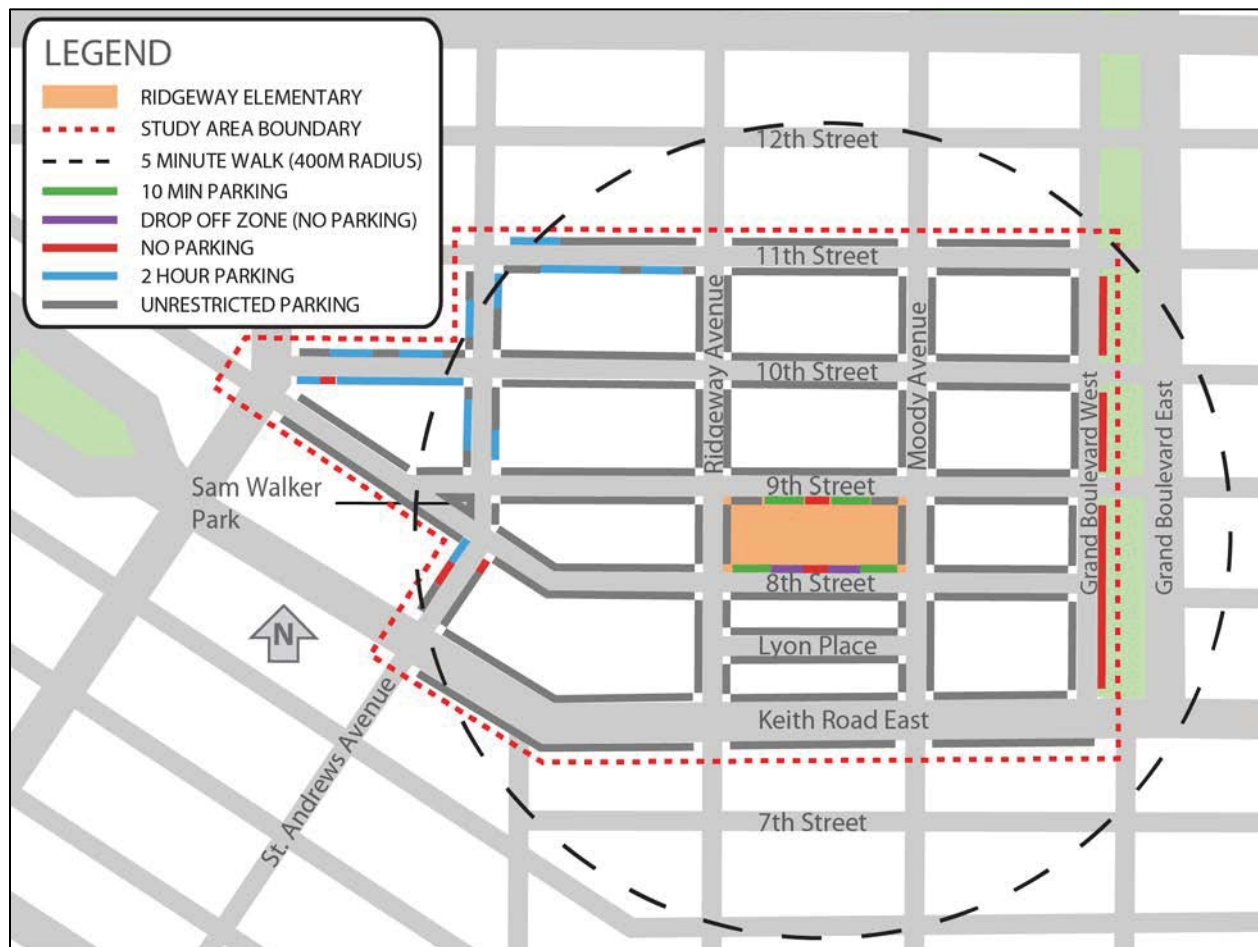 LEGEND
RIDGEWAY ELEMENTARY
STUDY AREA BOUNDARY
5 MINUTE WALK (400M RADIUS)
10 MIN PARKING
DROP OFF ZONE (NO PARKING)
NO PARKING
2 HOUR PARKING
UNRESTRICTED PARKING
12th Street
11th Street
Ridgeway Avenue
Moody Avenue
10th Street
Grand Boulevard West
Grand Boulevard East
9th Street
Sam Walker
Park
8th Street
N
Lyon Place
St. Andrews Avenue
Keith Road East
7th Street